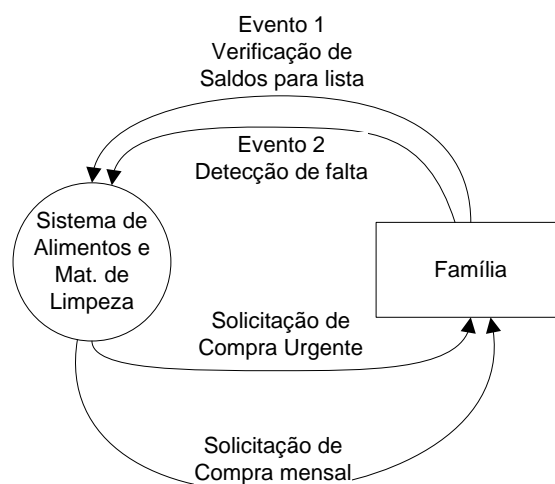 Evento 1
Verificação de
Saldos para lista
Evento 2
Detecção de falta
Sistema de
Alimentos e
Mat. de
Limpeza
Família
Solicitação de
Compra Urgente
Solicitação de
Compra mensal